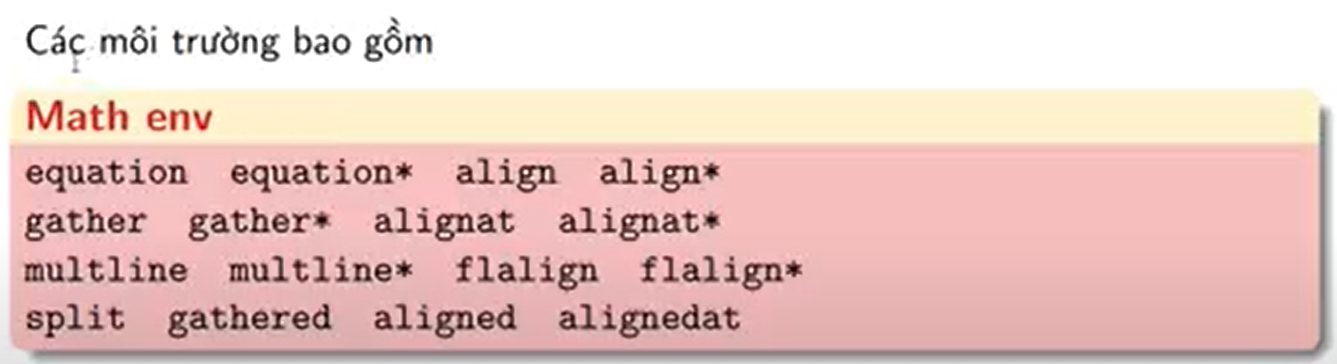 Các môi trường bao gồm
Math env
equation equation* align align*
gather gather* alignat alignat*
multline multline* flalign flalign*
split gathered aligned alignedat